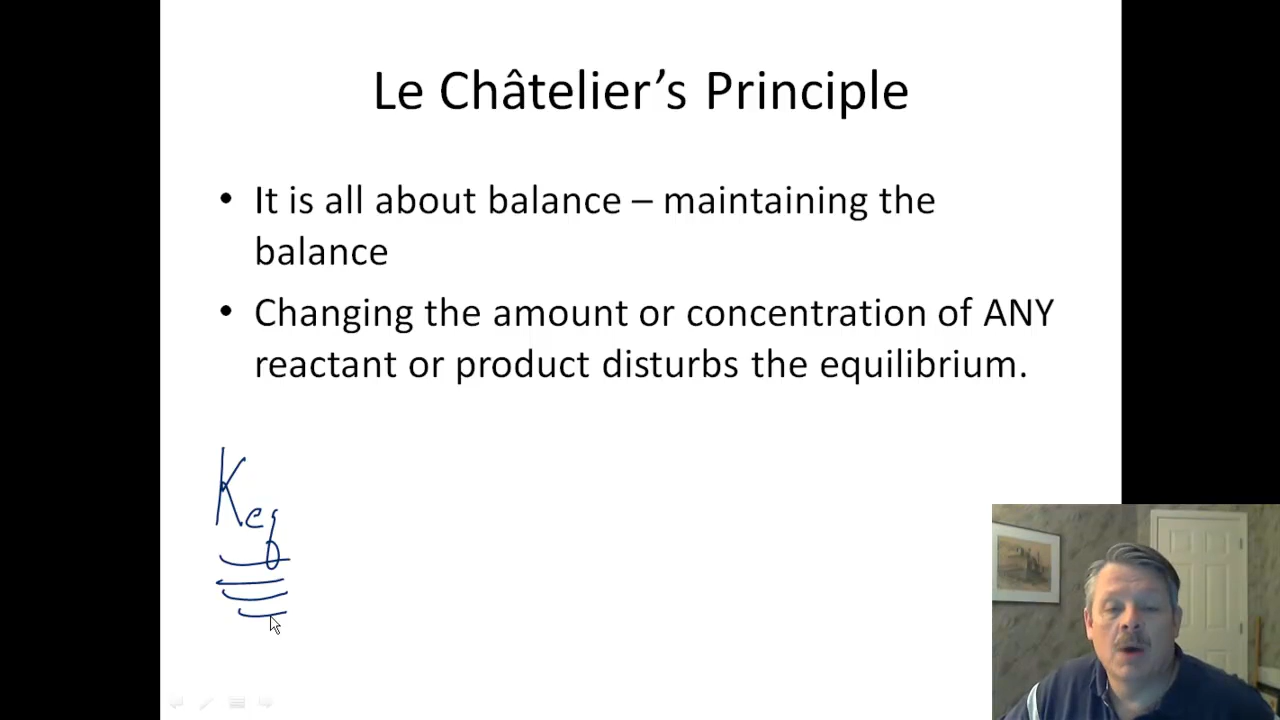 Le Châtelier’s Principle
• It is all about balance – maintaining the
balance
• Changing the amount or concentration of ANY
reactant or product disturbs the equilibrium.
Keq